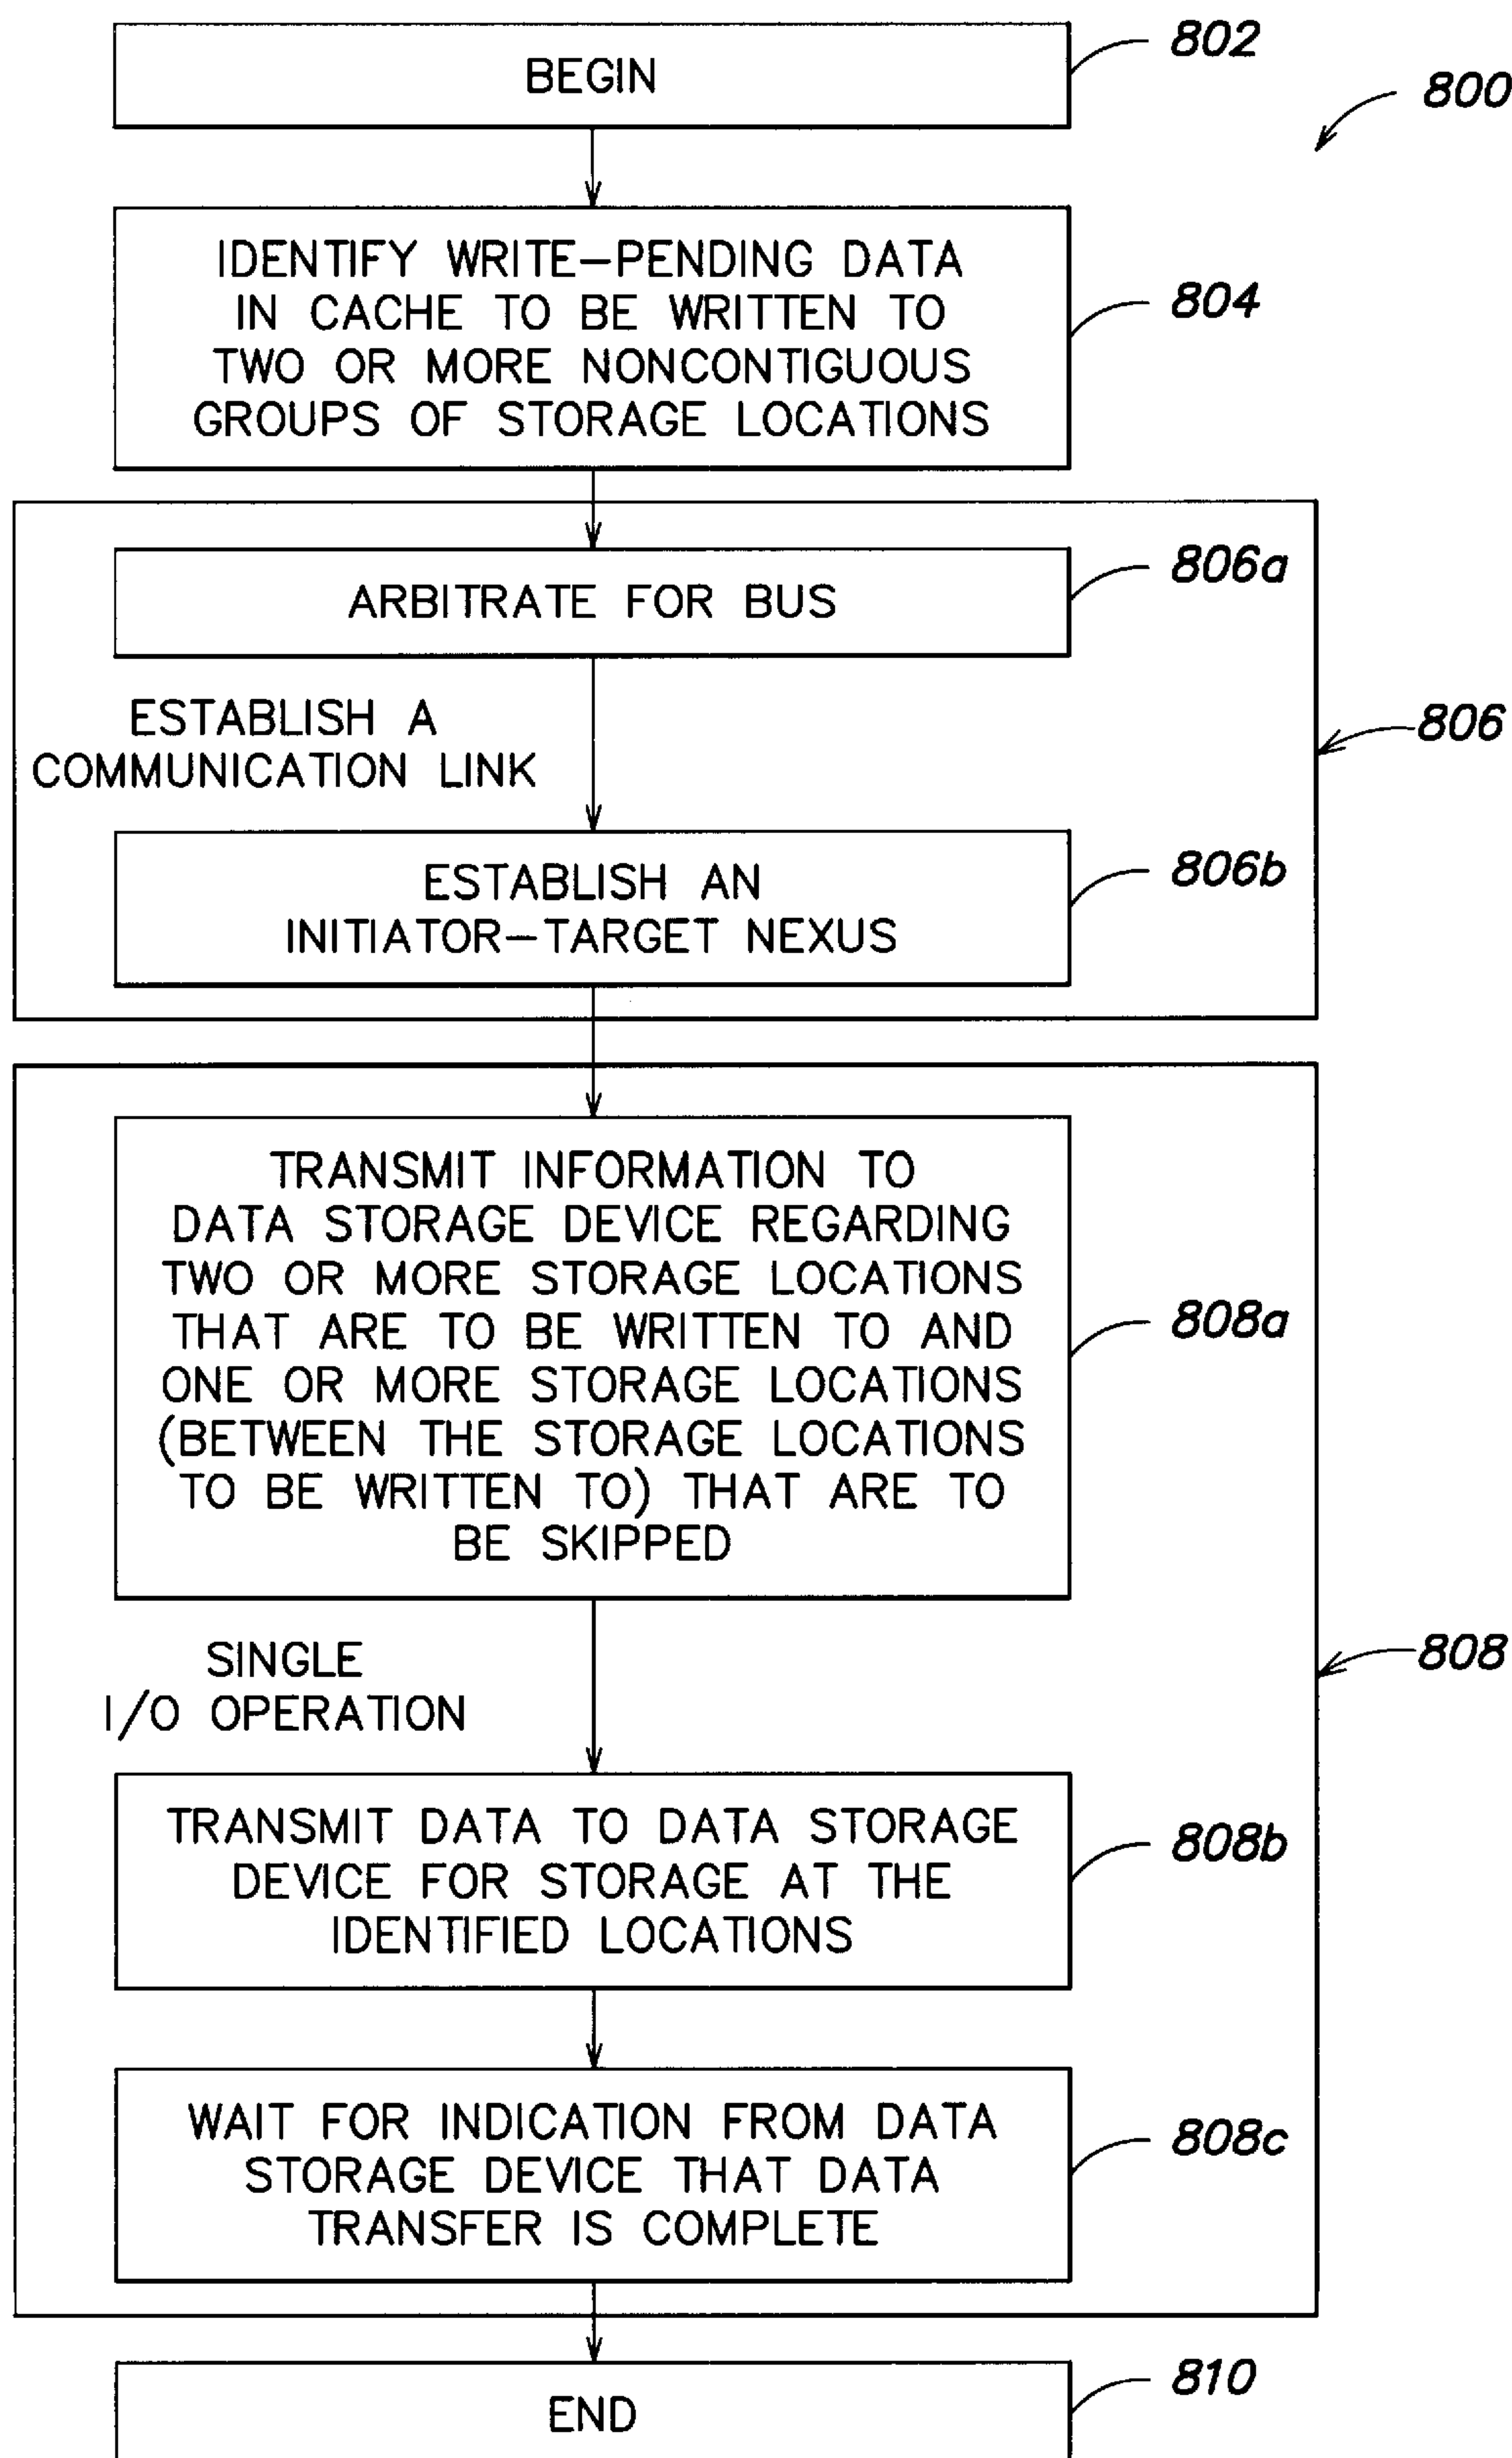 BEGIN
802
800
IDENTIFY WRITE–PENDING DATA
IN CACHE TO BE WRITTEN TO
TWO OR MORE NONCONTIGUOUS
GROUPS OF STORAGE LOCATIONS
804
ARBITRATE FOR BUS
806a
ESTABLISH A
COMMUNICATION LINK
806
ESTABLISH AN
INITIATOR–TARGET NEXUS
806b
TRANSMIT INFORMATION TO
DATA STORAGE DEVICE REGARDING
TWO OR MORE STORAGE LOCATIONS
THAT ARE TO BE WRITTEN TO AND
ONE OR MORE STORAGE LOCATIONS
(BETWEEN THE STORAGE LOCATIONS
TO BE WRITTEN TO) THAT ARE TO
BE SKIPPED
808a
SINGLE
I/O OPERATION
808
TRANSMIT DATA TO DATA STORAGE
DEVICE FOR STORAGE AT THE
IDENTIFIED LOCATIONS
808b
WAIT FOR INDICATION FROM DATA
STORAGE DEVICE THAT DATA
TRANSFER IS COMPLETE
808c
END
810